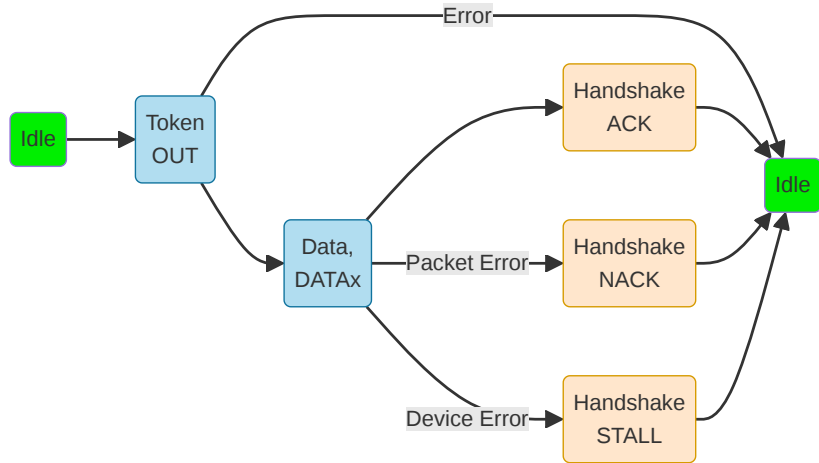 Error
Idle
Token
OUT
Handshake
ACK
Idle
Data,
DATAx
Packet Error
Handshake
NACK
Device Error
Handshake
STALL